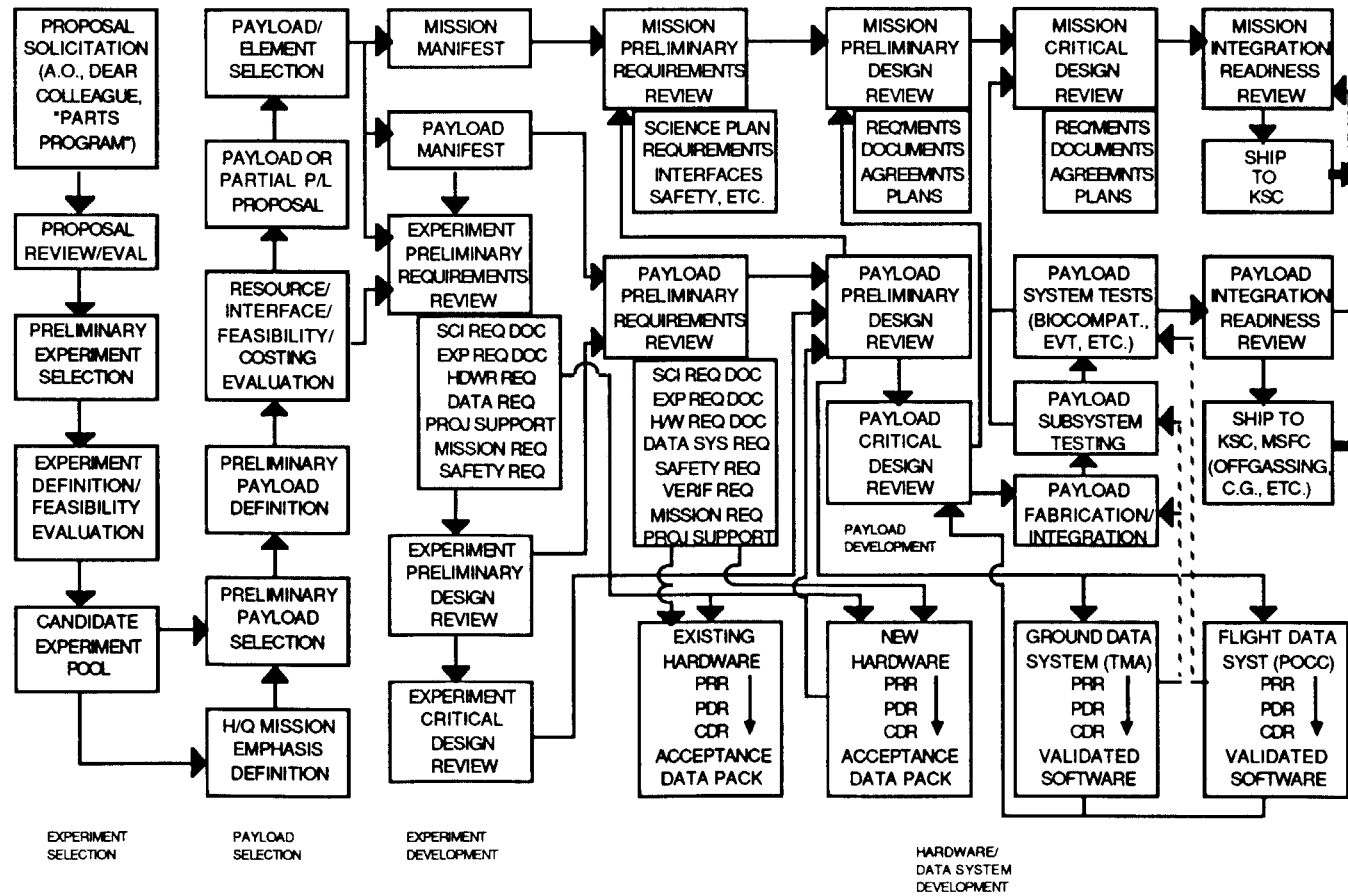 PROPOSAL
SOLICITATION
(A.O., DEAR
COLLEAGUE,
"PARTS
PROGRAM")
PROPOSAL
REVIEW/EVAL
PRELIMINARY
EXPERIMENT
SELECTION
EXPERIMENT
DEFINITION/
FEASIBILITY
EVALUATION
CANDIDATE
EXPERIMENT
POOL
EXPERIMENT
SELECTION
PAYLOAD/
ELEMENT
SELECTION
PAYLOAD OR
PARTIAL P/L
PROPOSAL
RESOURCE/
INTERFACE/
FEASIBILITY/
COSTING
EVALUATION
PRELIMINARY
PAYLOAD
DEFINITION
PRELIMINARY
PAYLOAD
SELECTION
H/Q MISSION
EMPHASIS
DEFINITION
PAYLOAD
SELECTION
MISSION
MANIFEST
PAYLOAD
MANIFEST
EXPERIMENT
PRELIMINARY
REQUIREMENTS
REVIEW
SCI REQ DOC
EXP REQ DOC
HDWR REQ
DATA REQ
PROJ SUPPORT
MISSION REQ
SAFETY REQ
EXPERIMENT
PRELIMINARY
DESIGN
REVIEW
EXPERIMENT
CRITICAL
DESIGN
REVIEW
EXPERIMENT
DEVELOPMENT
MISSION
PRELIMINARY
REQUIREMENTS
REVIEW
SCIENCE PLAN
REQUIREMENTS
INTERFACES
SAFETY, ETC.
PAYLOAD
PRELIMINARY
REQUIREMENTS
REVIEW
SCI REQ DOC
EXP REQ DOC
H/W REQ DOC
DATA SYS REQ
SAFETY REQ
VERIF REQ
MISSION REQ
PROJ SUPPORT
EXISTING
HARDWARE
PRR
PDR
CDR
ACCEPTANCE
DATA PACK
MISSION
PRELIMINARY
DESIGN
REVIEW
REQ'MENTS
DOCUMENTS
AGREEMNTS
PLANS
PAYLOAD
PRELIMINARY
DESIGN
REVIEW
PAYLOAD
CRITICAL
DESIGN
REVIEW
PAYLOAD
DEVELOPMENT
NEW
HARDWARE
PRR
PDR
CDR
ACCEPTANCE
DATA PACK
HARDWARE/
DATA SYSTEM
DEVELOPMENT
MISSION
CRITICAL
DESIGN
REVIEW
REQ'MENTS
DOCUMENTS
AGREEMNTS
PLANS
PAYLOAD
SYSTEM TESTS
(BIOCOMPAT.,
EVT, ETC.)
PAYLOAD
SUBSYSTEM
TESTING
PAYLOAD
FABRICATION/
INTEGRATION
GROUND DATA
SYSTEM (TMA)
PRR
PDR
CDR
VALIDATED
SOFTWARE
MISSION
INTEGRATION
READINESS
REVIEW
SHIP
TO
KSC
PAYLOAD
INTEGRATION
READINESS
REVIEW
SHIP TO
KSC, MSFC
(OFFGASSING,
C.G., ETC.)
FLIGHT DATA
SYST (POCC)
PRR
PDR
CDR
VALIDATED
SOFTWARE